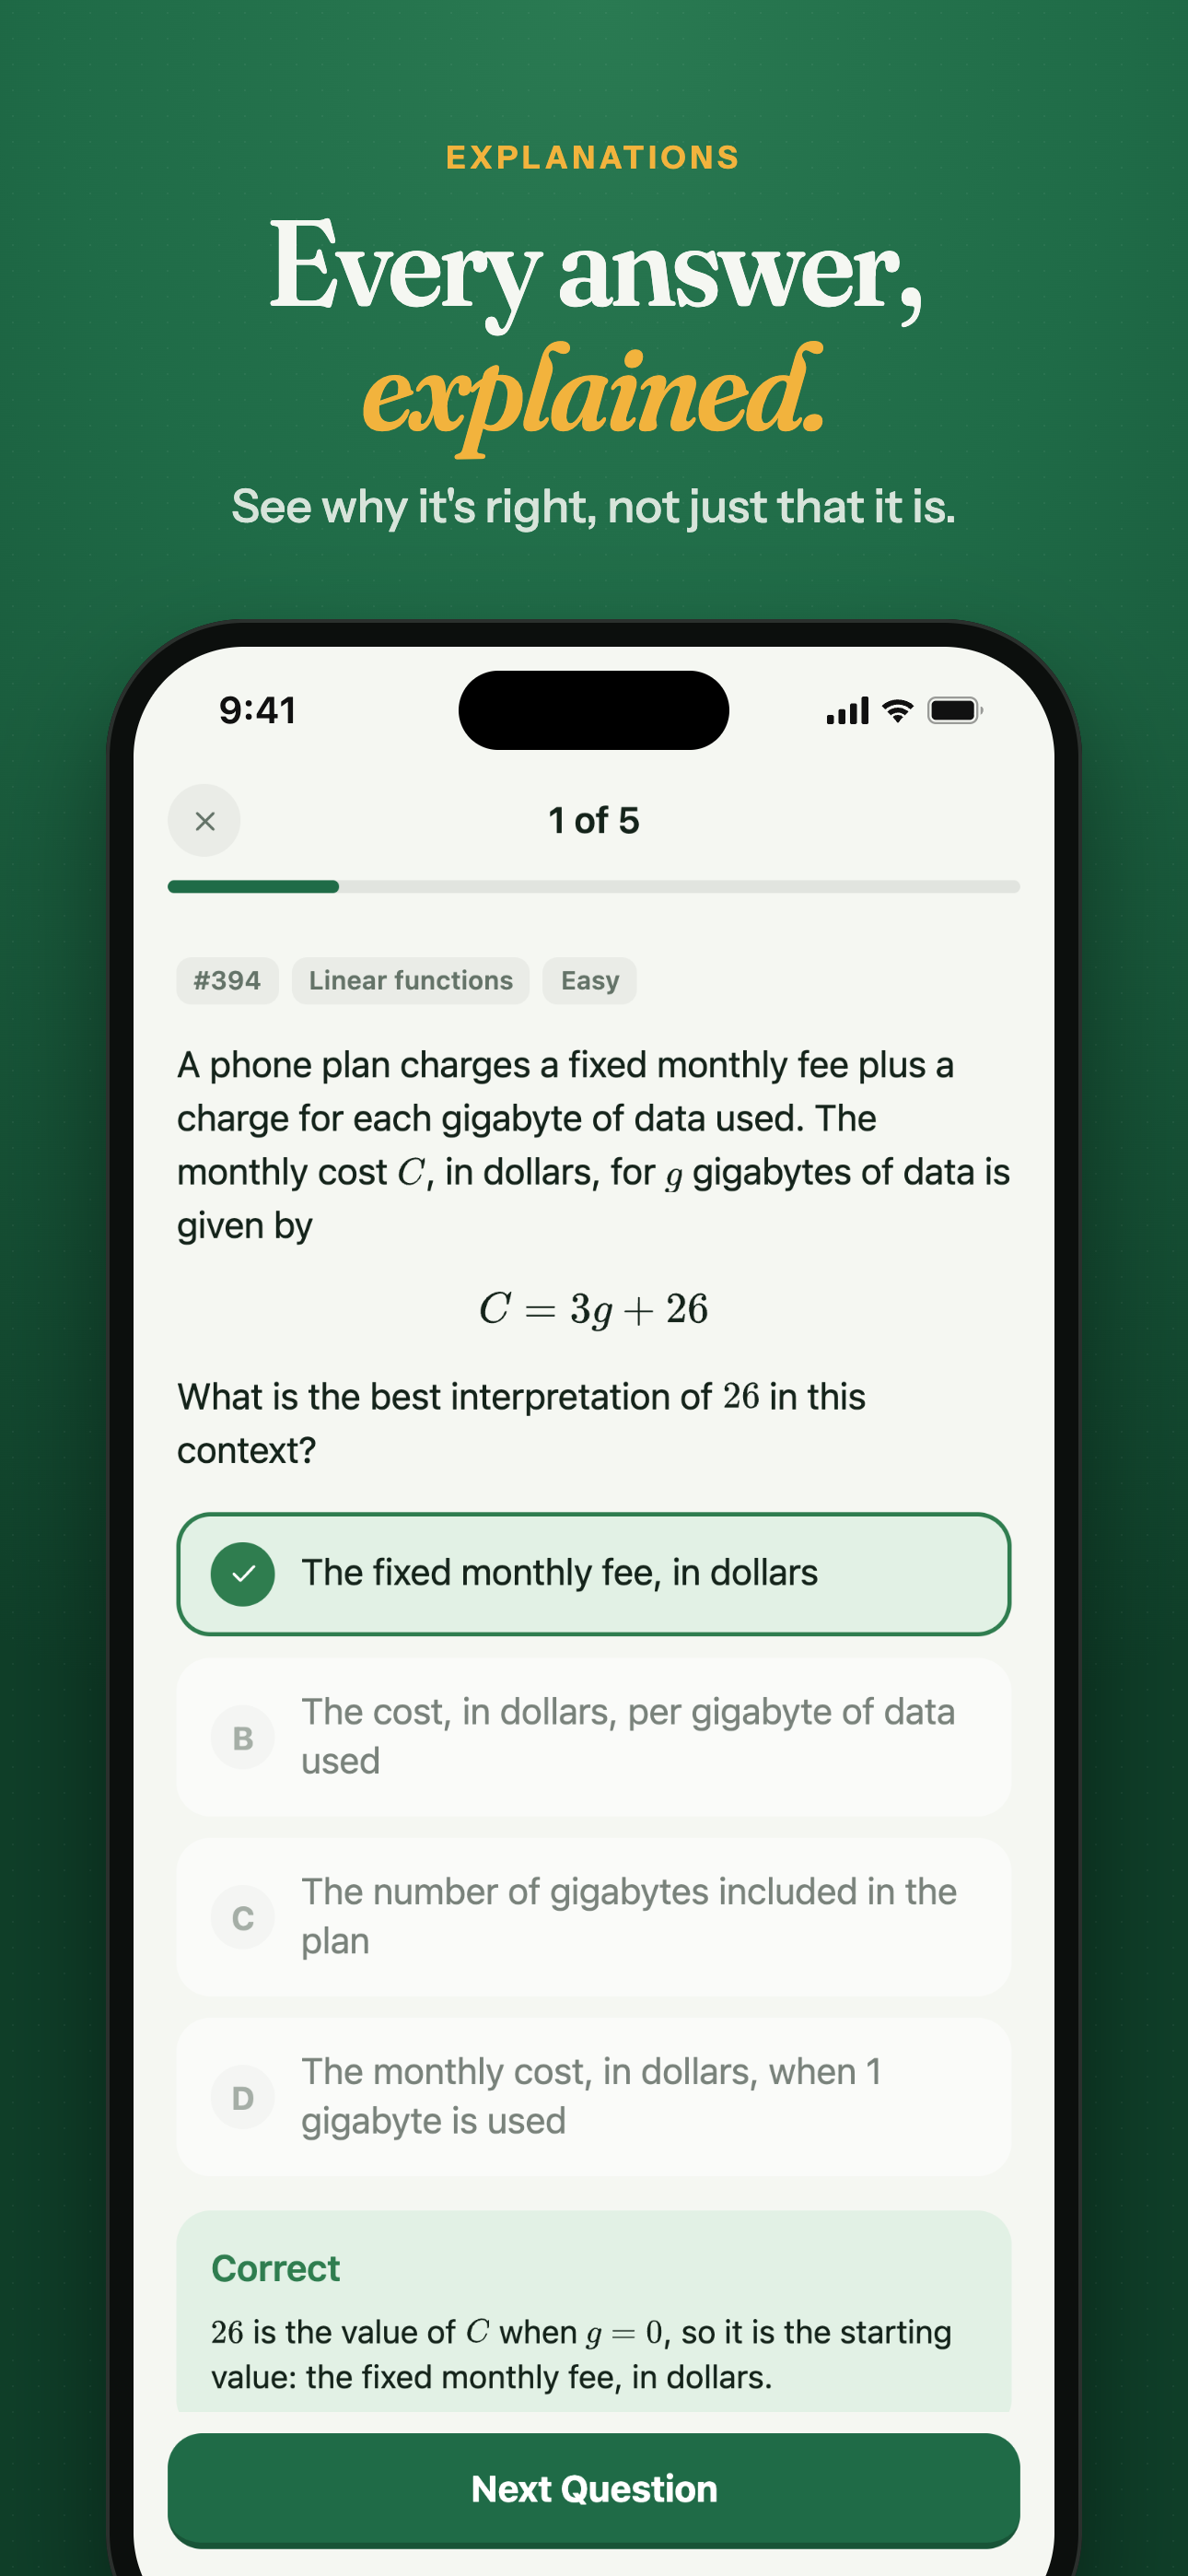 EXPLANATIONS
Every answer,
explained.
See why it's right, not just that it is.
9:41
1 of 5
#394 Linear functions Easy
A phone plan charges a fixed monthly fee plus a
charge for each gigabyte of data used. The
monthly cost C, in dollars, for g gigabytes of data is
given by
C = 3g + 26
What is the best interpretation of 26 in this
context?
The fixed monthly fee, in dollars
B The cost, in dollars, per gigabyte of data
used
C The number of gigabytes included in the
plan
D The monthly cost, in dollars, when 1
gigabyte is used
Correct
26 is the value of C when g = 0, so it is the starting
value: the fixed monthly fee, in dollars.
Next Question